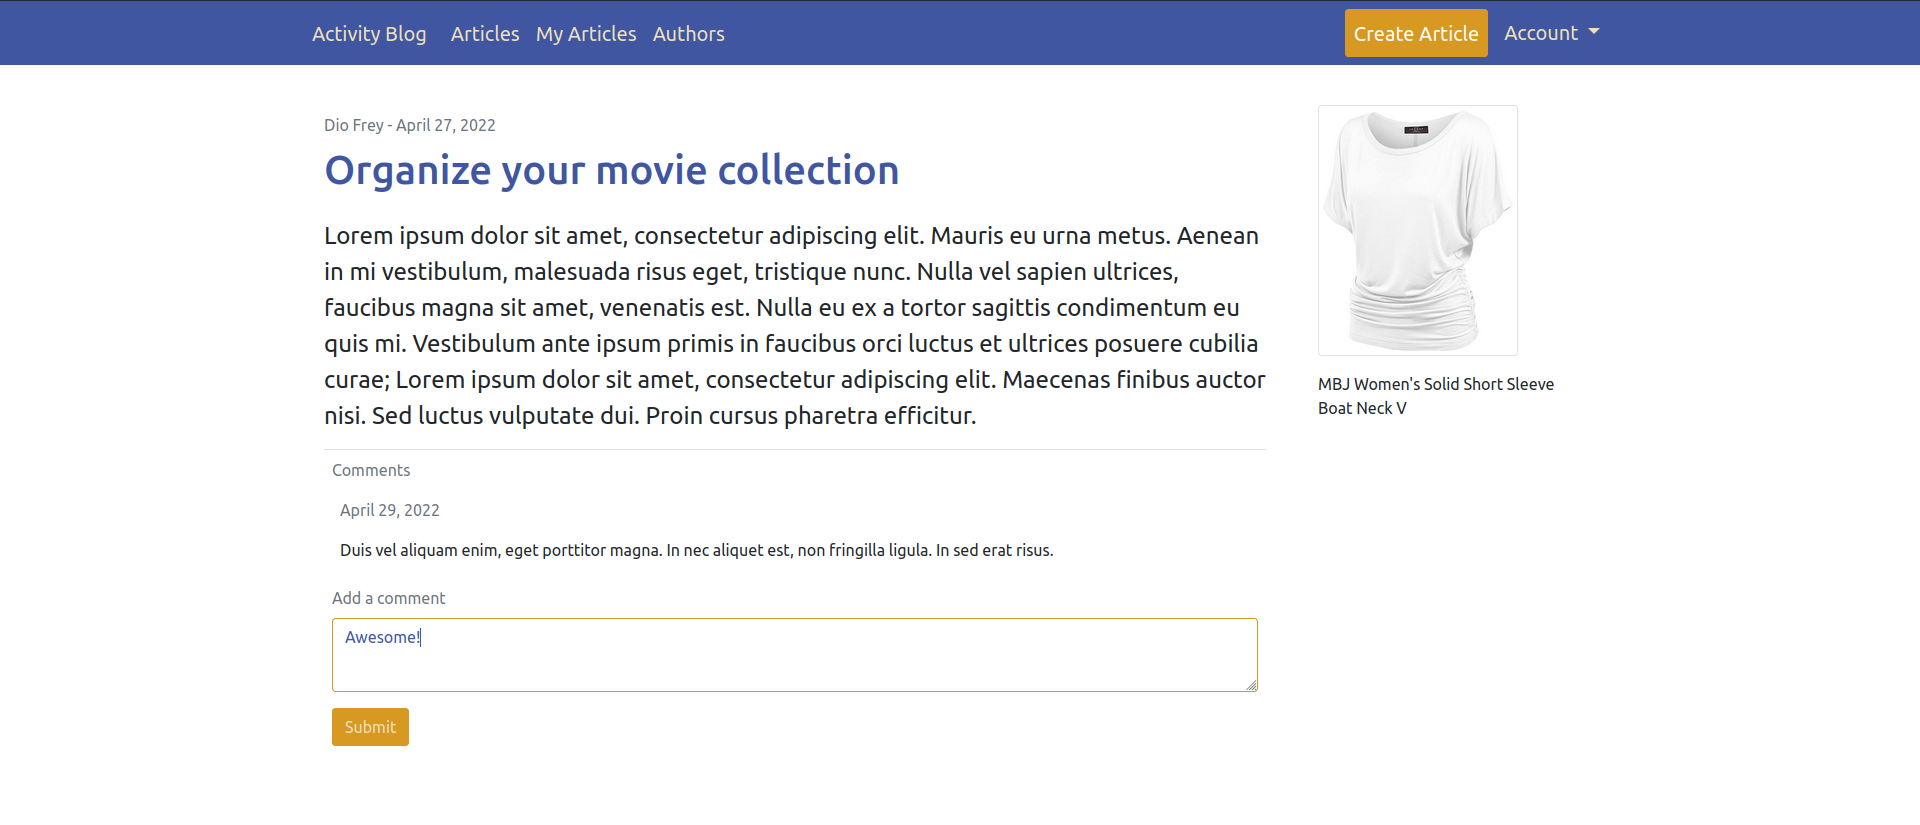 Activity Blog Articles My Articles Authors Create Article Account
Dio Frey - April 27, 2022
Organize your movie collection
Lorem ipsum dolor sit amet, consectetur adipiscing elit. Mauris eu urna metus. Aenean
in mi vestibulum, malesuada risus eget, tristique nunc. Nulla vel sapien ultrices,
faucibus magna sit amet, venenatis est. Nulla eu ex a tortor sagittis condimentum eu
quis mi. Vestibulum ante ipsum primis in faucibus orci luctus et ultrices posuere cubilia
curae; Lorem ipsum dolor sit amet, consectetur adipiscing elit. Maecenas finibus auctor
nisi. Sed luctus vulputate dui. Proin cursus pharetra efficitur.
Comments
April 29, 2022
Duis vel aliquam enim, eget porttitor magna. In nec aliquet est, non fringilla ligula. In sed erat risus.
Add a comment
Awesome!
Submit
MBJ Women's Solid Short Sleeve
Boat Neck V